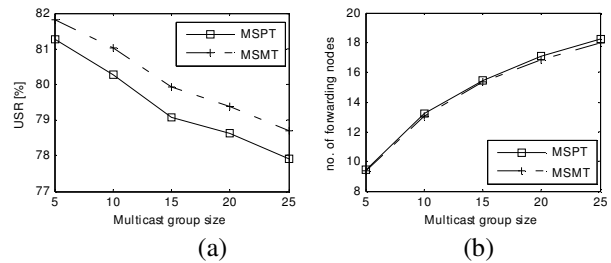 82
81
80
79
78
77
USR [%]
5
10
15
20
25
Multicast group size
MSPT
MSMT
(a)
20
18
16
14
12
10
8
no. of forwarding nodes
5
10
15
20
25
Multicast group size
MSPT
MSMT
(b)